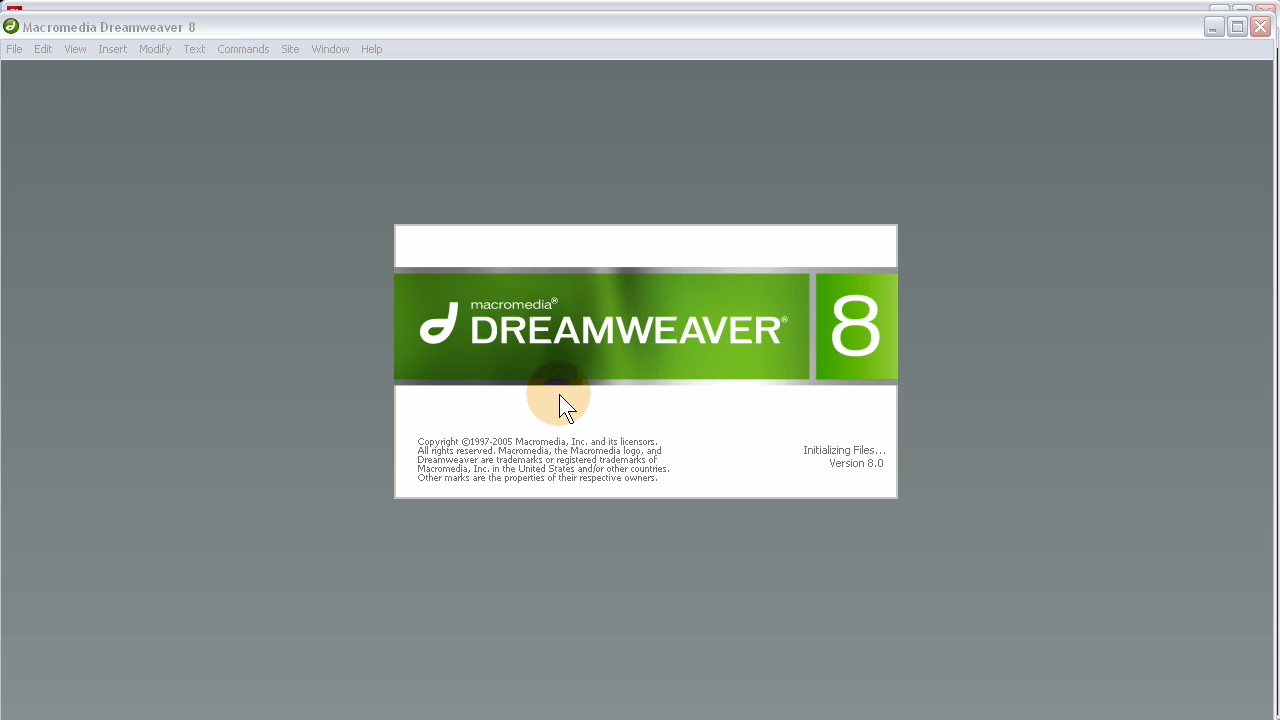 Macromedia Dreamweaver 8
File Edit View Insert Modify Text Commands Site Window Help
macromedia®
DREAMWEAVER® 8
Copyright ©1997-2005 Macromedia, Inc. and its licensors.
All rights reserved. Macromedia, the Macromedia logo, and
Dreamweaver are trademarks or registered trademarks of
Macromedia, Inc. in the United States and/or other countries.
Other marks are the properties of their respective owners.
Initializing Files...
Version 8.0